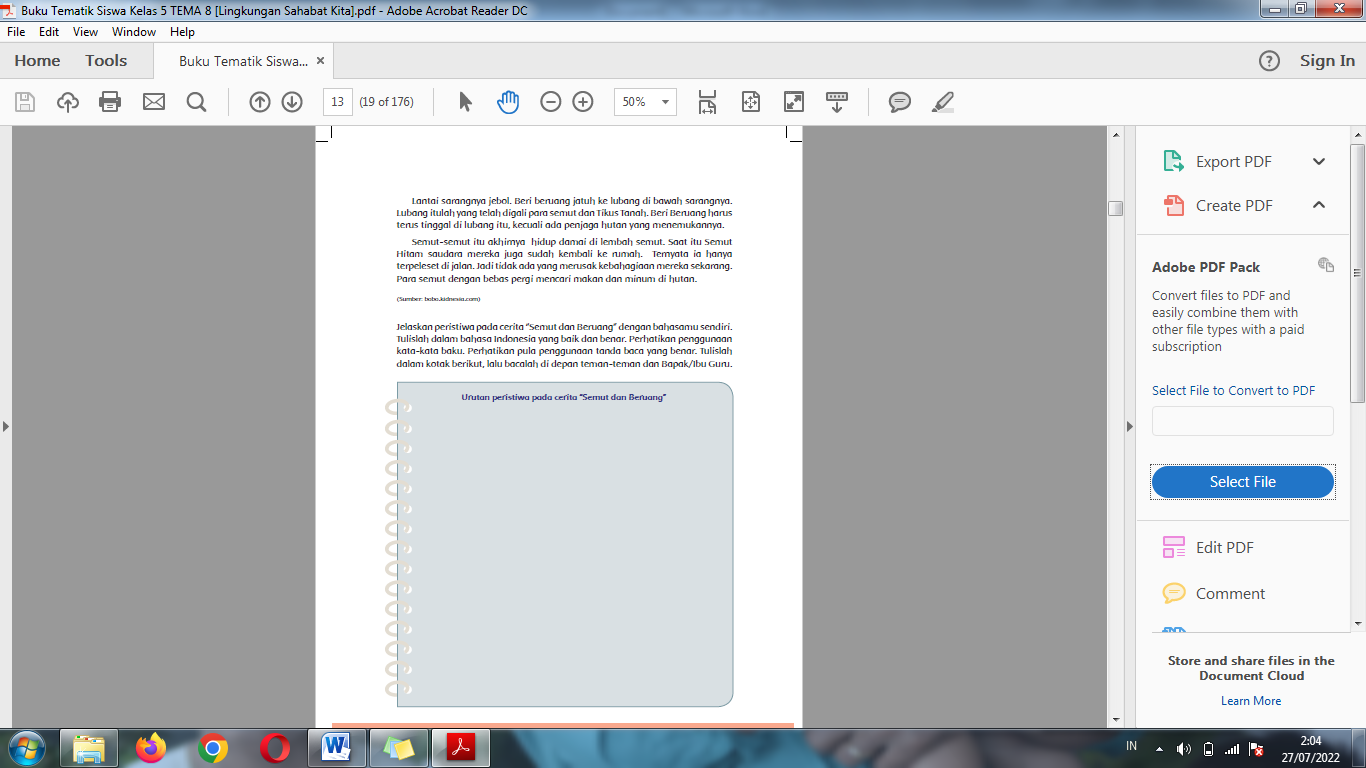 Buku Tematik Siswa Kelas 5 TEMA 8 [Lingkungan Sahabat Kita].pdf - Adobe Acrobat Reader DC
File Edit View Window Help
Home Tools Buku Tematik Siswa... × Sign In
13 (19 of 176) 50%
Lantai sarangnya jebol. Beri beruang jatuh ke lubang di bawah sarangnya.
Lubang itulah yang telah digali para semut dan Tikus Tanah. Beri Beruang harus
terus tinggal di lubang itu, kecuali ada penjaga hutan yang menemukannya.
Semut-semut itu akhirnya hidup damai di lembah semut. Saat itu Semut
Hitam saudara mereka juga sudah kembali ke rumah. Ternyata ia hanya
terpeleset di jalan. Jadi tidak ada yang merusak kebahagiaan mereka sekarang.
Para semut dengan bebas pergi mencari makan dan minum di hutan.
(Sumber: bobo.kidnesia.com)
Jelaskan peristiwa pada cerita "Semut dan Beruang" dengan bahasamu sendiri.
Tulislah dalam bahasa Indonesia yang baik dan benar. Perhatikan penggunaan
kata-kata baku. Perhatikan pula penggunaan tanda baca yang benar. Tulislah
dalam kotak berikut, lalu bacalah di depan teman-teman dan Bapak/Ibu Guru.
Urutan peristiwa pada cerita "Semut dan Beruang"
Export PDF
Create PDF
Adobe PDF Pack
Convert files to PDF and
easily combine them with
other file types with a paid
subscription
Select File to Convert to PDF
Select File
Edit PDF
Comment
Store and share files in the
Document Cloud
Learn More
IN
2:04
27/07/2022